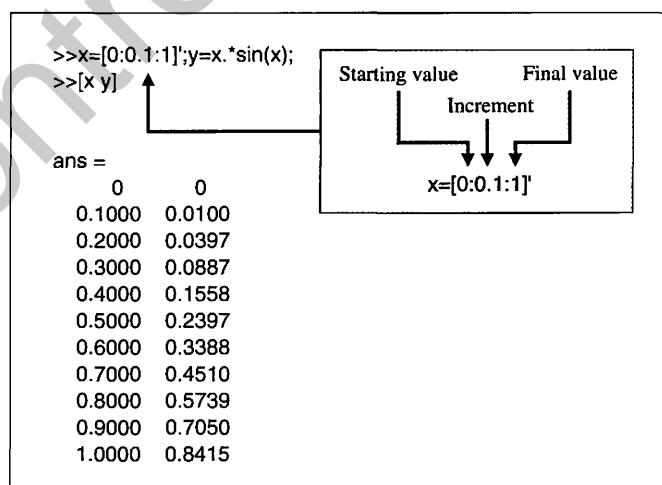 >>x=[0:0.1:1]';y=x.*sin(x);
>>[x y]
Starting value Final value
Increment
x=[0:0.1:1]'
ans =
0 0
0.1000 0.0100
0.2000 0.0397
0.3000 0.0887
0.4000 0.1558
0.5000 0.2397
0.6000 0.3388
0.7000 0.4510
0.8000 0.5739
0.9000 0.7050
1.0000 0.8415